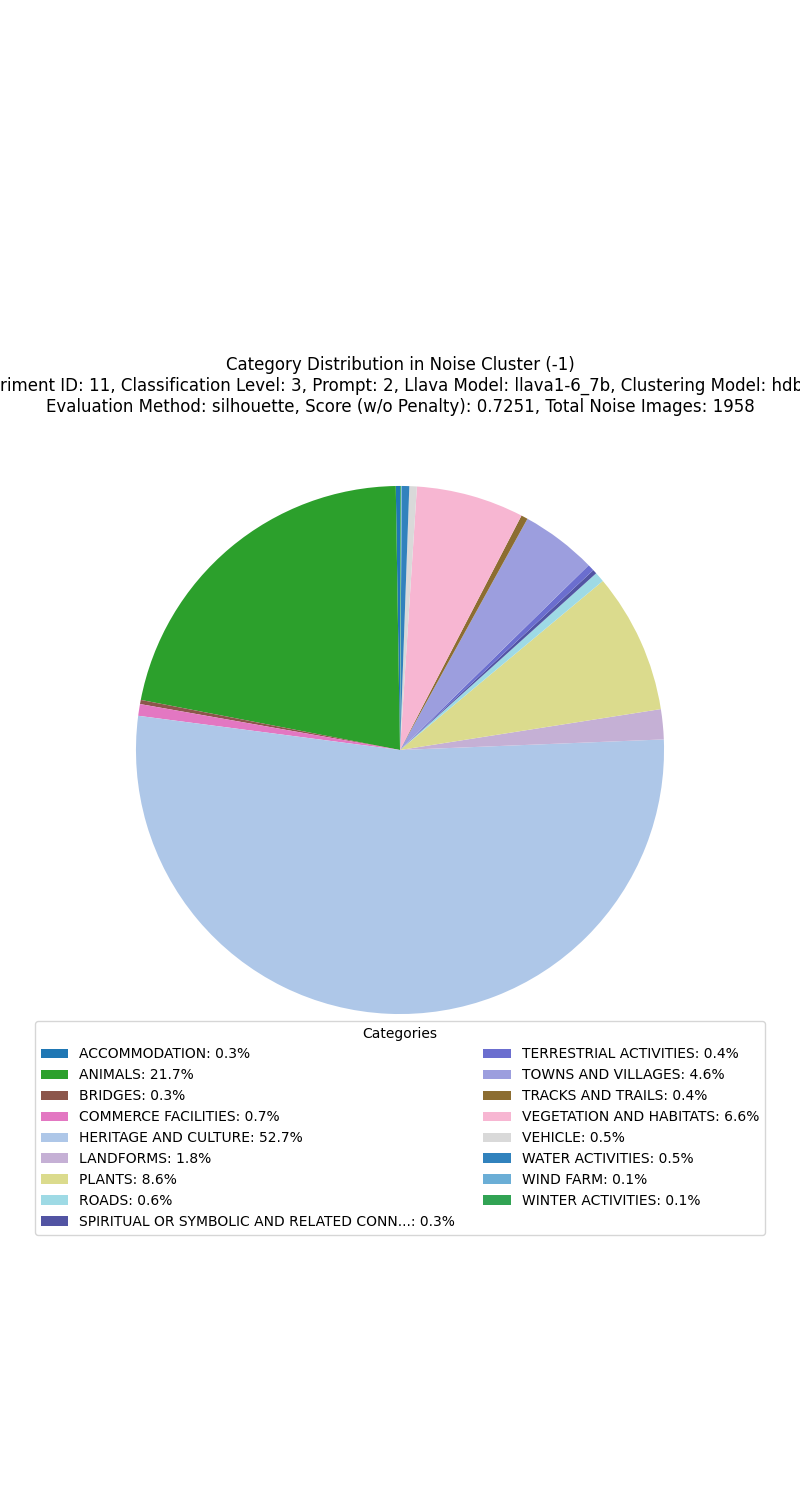 Category Distribution in Noise Cluster (-1)
riment ID: 11, Classification Level: 3, Prompt: 2, Llava Model: llava1-6_7b, Clustering Model: hdb
Evaluation Method: silhouette, Score (w/o Penalty): 0.7251, Total Noise Images: 1958
Categories
ACCOMMODATION: 0.3%
ANIMALS: 21.7%
BRIDGES: 0.3%
COMMERCE FACILITIES: 0.7%
HERITAGE AND CULTURE: 52.7%
LANDFORMS: 1.8%
PLANTS: 8.6%
ROADS: 0.6%
SPIRITUAL OR SYMBOLIC AND RELATED CONN...: 0.3%
TERRESTRIAL ACTIVITIES: 0.4%
TOWNS AND VILLAGES: 4.6%
TRACKS AND TRAILS: 0.4%
VEGETATION AND HABITATS: 6.6%
VEHICLE: 0.5%
WATER ACTIVITIES: 0.5%
WIND FARM: 0.1%
WINTER ACTIVITIES: 0.1%